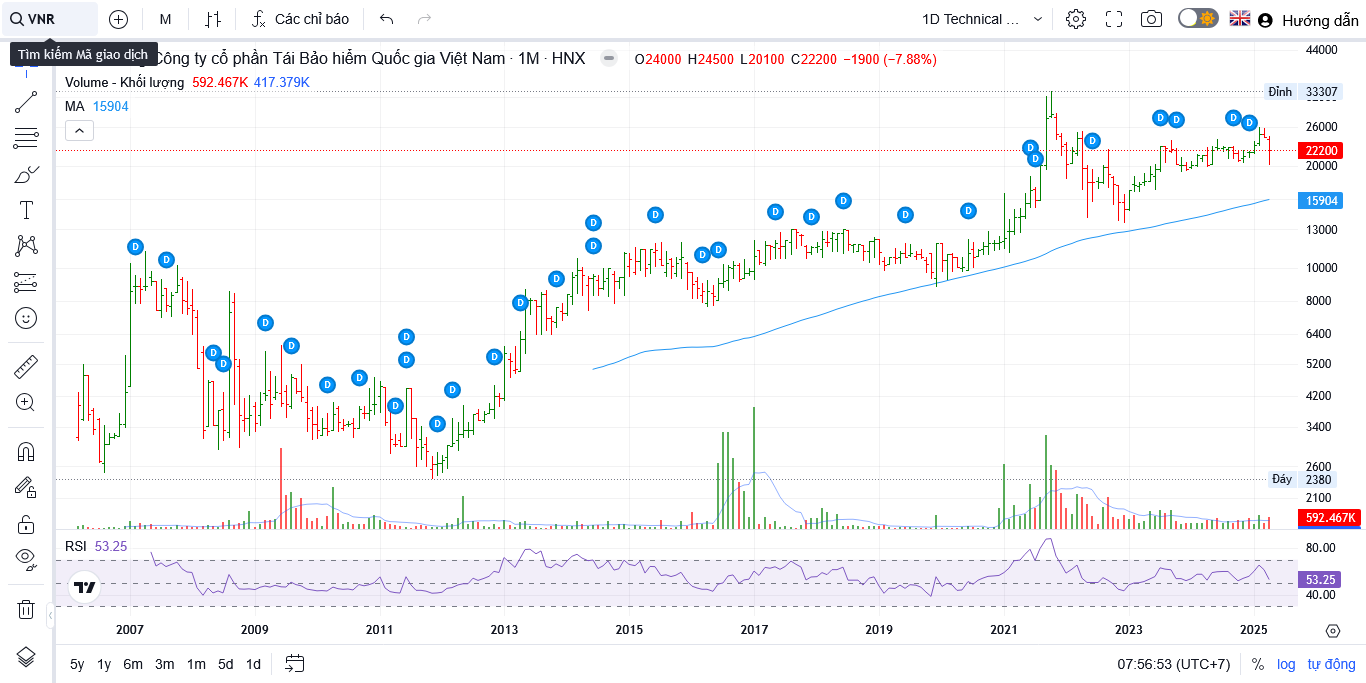 VNR M Các chỉ báo 1D Technical ... Hướng dẫn
Tìm kiếm Mã giao dịch
Công ty cổ phần Tái Bảo hiểm Quốc gia Việt Nam · 1M · HNX O24000 H24500 L20100 C22200 −1900 (−7.88%)
Volume - Khối lượng 592.467K 417.379K
MA 15904
44000
Đỉnh 33307
26000
22200
20000
15904
13000
10000
8000
6400
5200
4200
3400
2600
Đáy 2380
2100
592.467K
D D D D D D D D D D D D D D D D D D D D D D D D D D D D D D D D
RSI 53.25
80.00
53.25
40.00
2007 2009 2011 2013 2015 2017 2019 2021 2023 2025
5y 1y 6m 3m 1m 5d 1d 07:56:53 (UTC+7) % log tự động